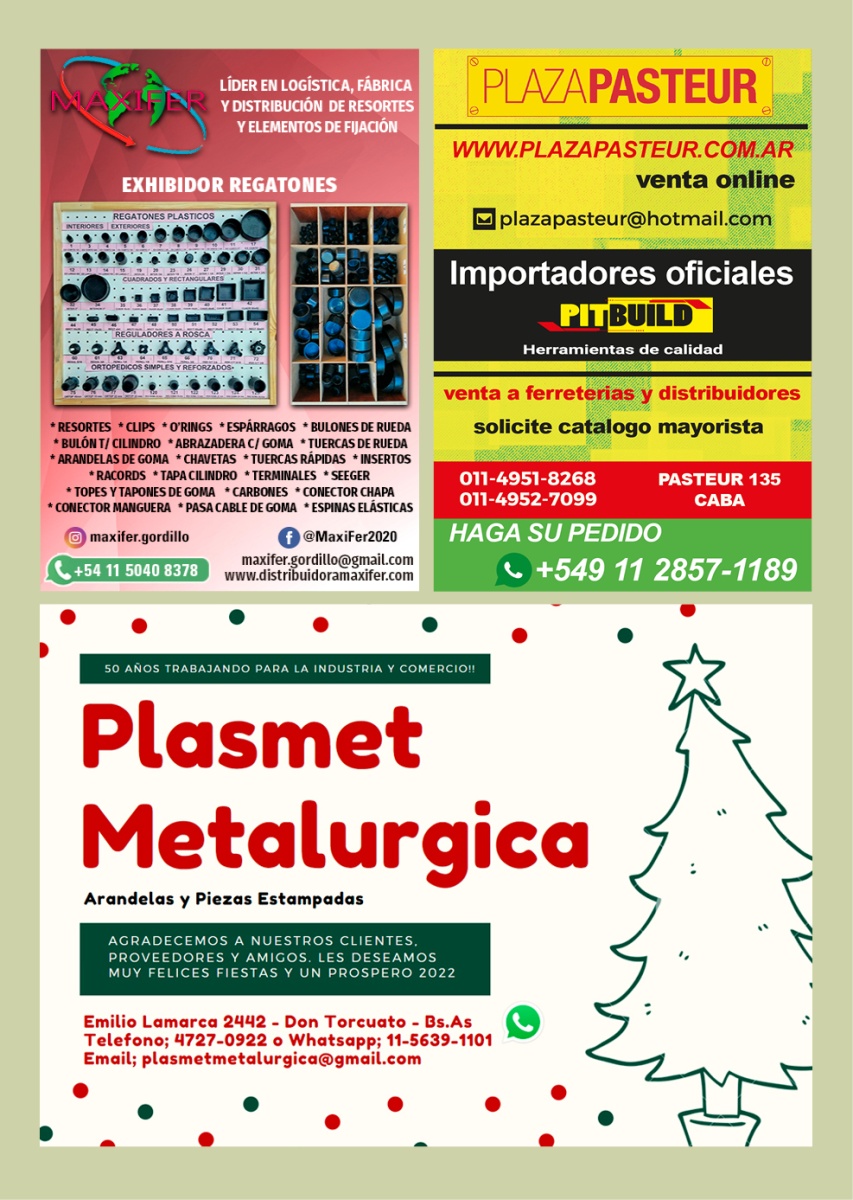 MAXIFER
LÍDER EN LOGÍSTICA, FÁBRICA
Y DISTRIBUCIÓN DE RESORTES
Y ELEMENTOS DE FIJACIÓN
EXHIBIDOR REGATONES
REGATONES PLASTICOS
INTERIORES EXTERIORES
CUADRADOS Y RECTANGULARES
REGULADORES A ROSCA
ORTOPEDICOS SIMPLES Y REFORZADOS
* RESORTES * CLIPS * O'RINGS * ESPÁRRAGOS * BULONES DE RUEDA
* BULÓN T/ CILINDRO * ABRAZADERA C/ GOMA * TUERCAS DE RUEDA
* ARANDELAS DE GOMA * CHAVETAS * TUERCAS RÁPIDAS * INSERTOS
* RACORDS * TAPA CILINDRO * TERMINALES * SEEGER
* TOPES Y TAPONES DE GOMA * CARBONES * CONECTOR CHAPA
* CONECTOR MANGUERA * PASA CABLE DE GOMA * ESPINAS ELÁSTICAS
maxifer.gordillo @MaxiFer2020
+54 11 5040 8378
maxifer.gordillo@gmail.com
www.distribuidoramaxifer.com
PLAZAPASTEUR
WWW.PLAZAPASTEUR.COM.AR
venta online
plazapasteur@hotmail.com
Importadores oficiales
PITBUILD
Herramientas de calidad
venta a ferreterias y distribuidores
solicite catalogo mayorista
011-4951-8268
011-4952-7099
PASTEUR 135
CABA
HAGA SU PEDIDO
+549 11 2857-1189
50 AÑOS TRABAJANDO PARA LA INDUSTRIA Y COMERCIO!!
Plasmet
Metalurgica
Arandelas y Piezas Estampadas
AGRADECEMOS A NUESTROS CLIENTES,
PROVEEDORES Y AMIGOS. LES DESEAMOS
MUY FELICES FIESTAS Y UN PROSPERO 2022
Emilio Lamarca 2442 - Don Torcuato - Bs.As
Telefono; 4727-0922 o Whatsapp; 11-5639-1101
Email; plasmetmetalurgica@gmail.com